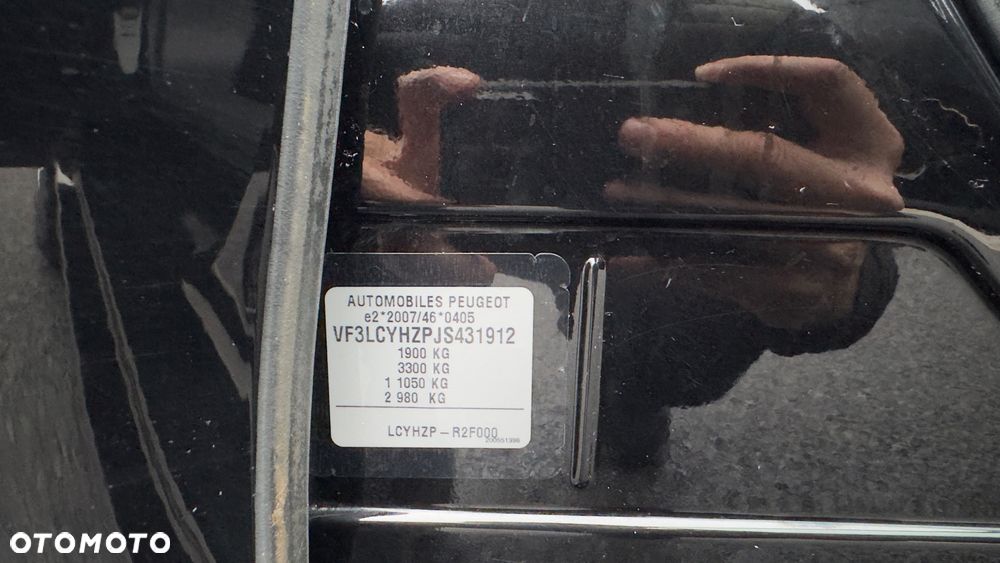 AUTOMOBILES PEUGEOT
e2*2007/46*0405
VF3LCYHZPJS431912
1900 KG
3300 KG
1 1050 KG
2 980 KG
LCYHZP-R2F000
200551396
OTOMOTO